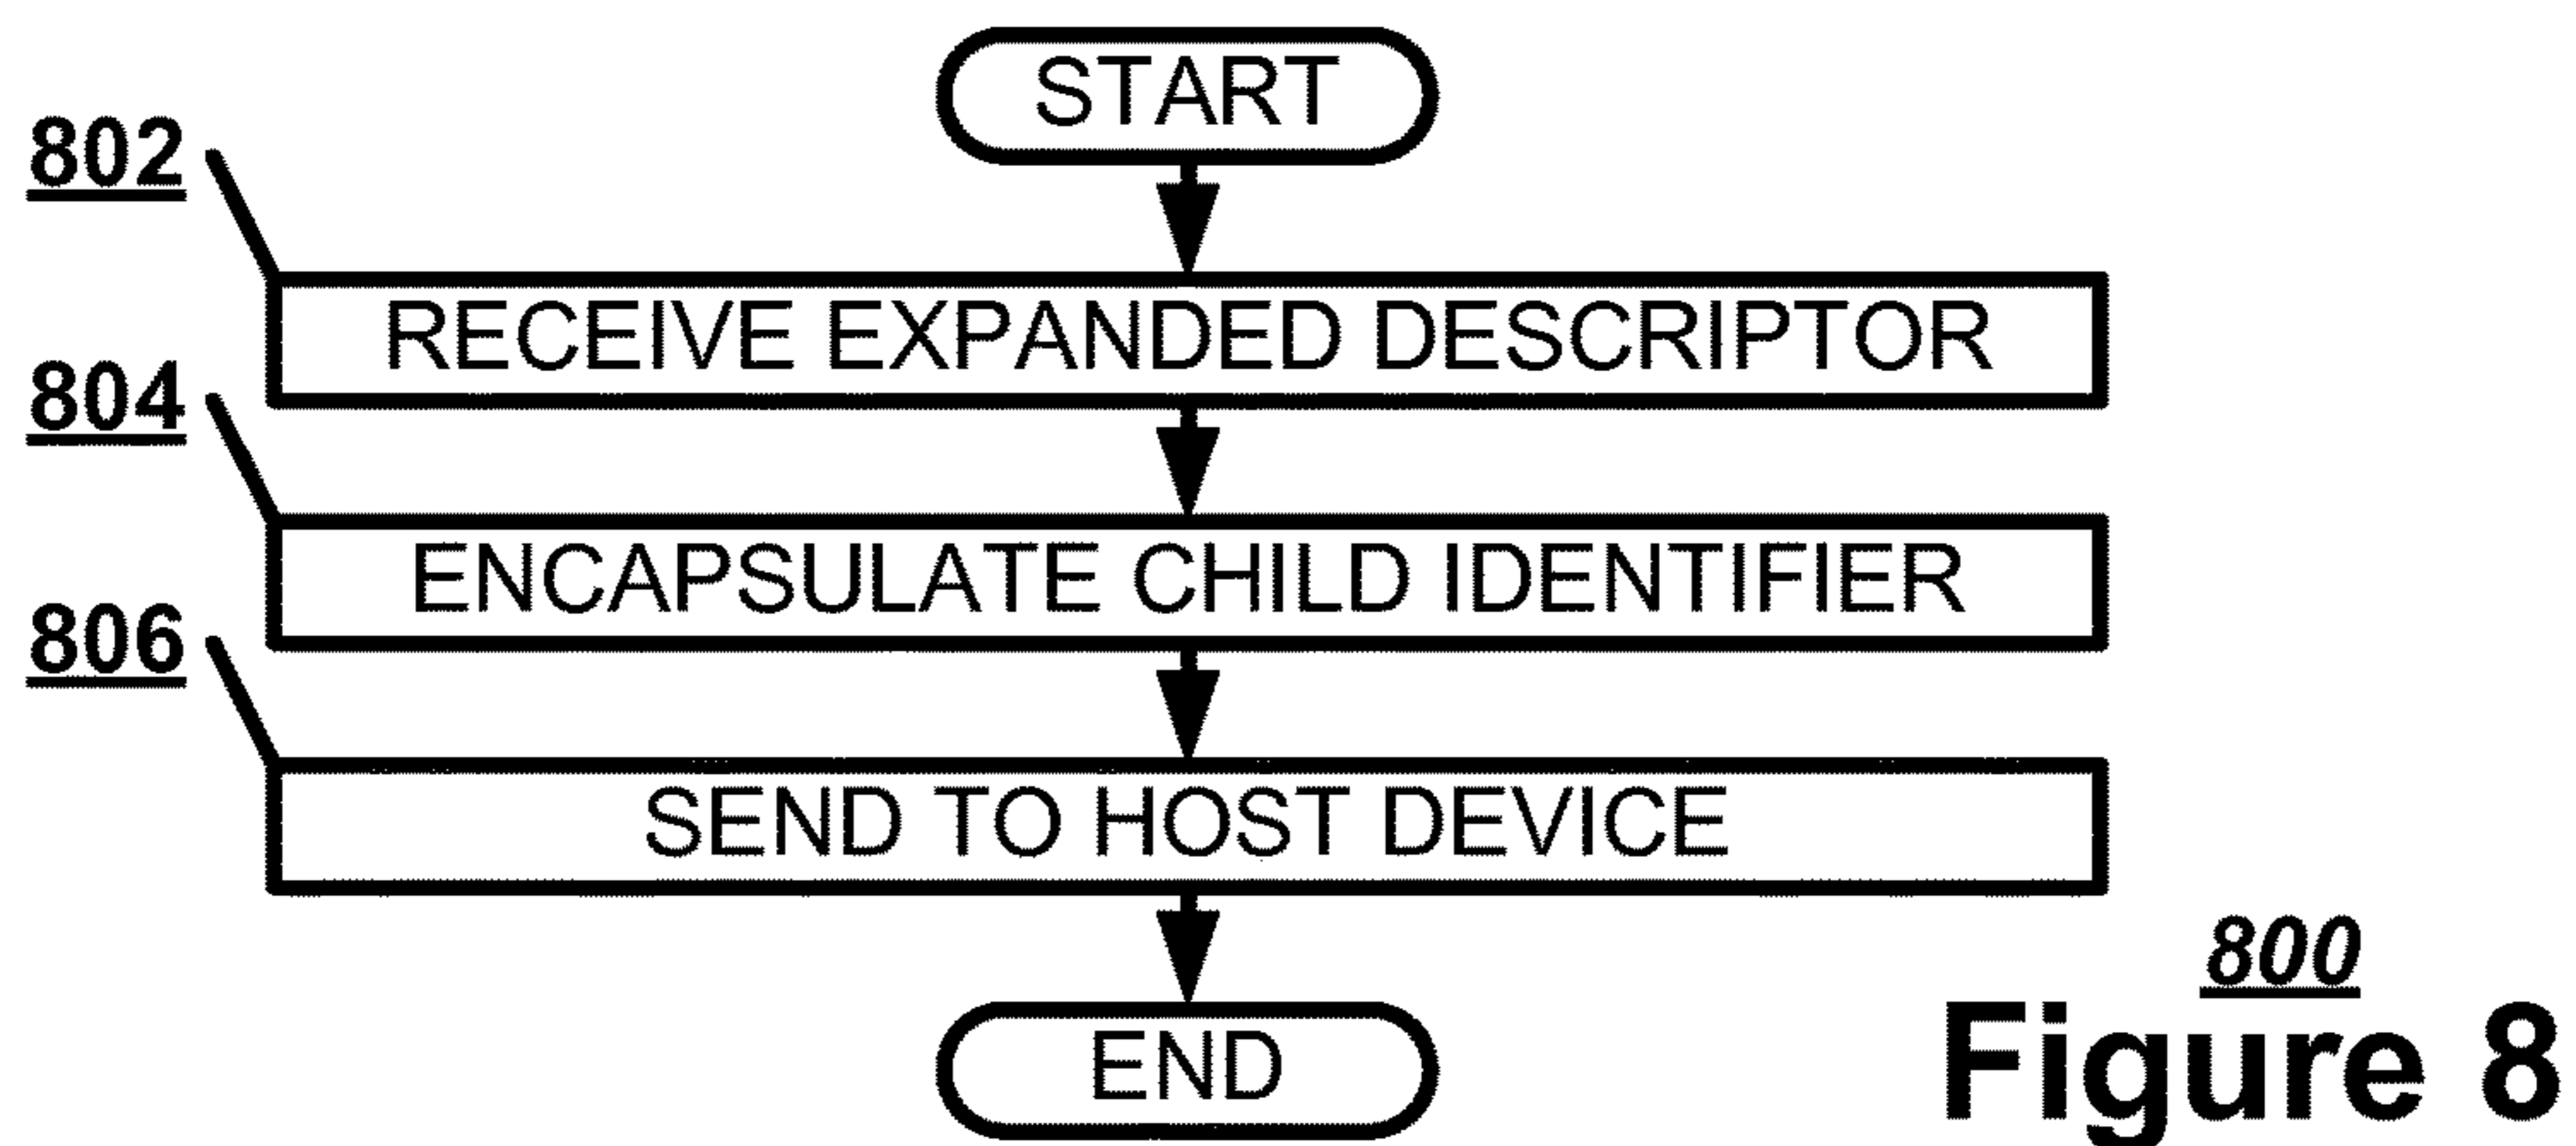 START
802
RECEIVE EXPANDED DESCRIPTOR
804
ENCAPSULATE CHILD IDENTIFIER
806
SEND TO HOST DEVICE
END
800
Figure 8